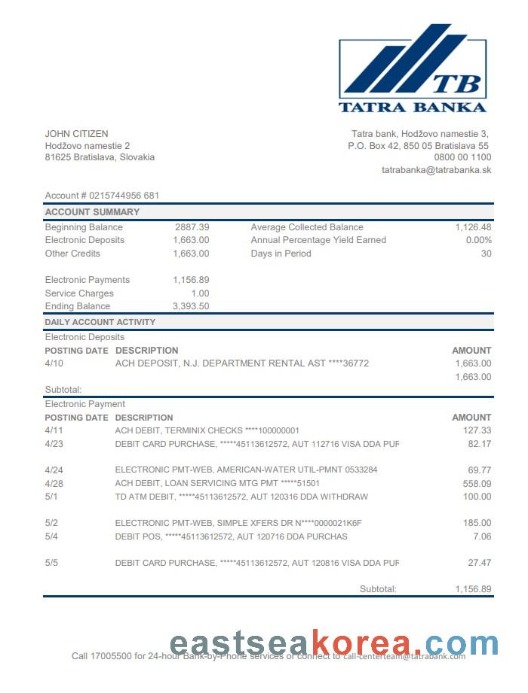 TB
TATRA BANKA
JOHN CITIZEN
Hodžovo namestie 2
81625 Bratislava, Slovakia
Tatra bank, Hodžovo namestie 3,
P.O. Box 42, 850 05 Bratislava 55
0800 00 1100
tatrabanka@tatrabanka.sk
Account # 0215744956 681
ACCOUNT SUMMARY
Beginning Balance 2887.39 Average Collected Balance 1,126.48
Electronic Deposits 1,663.00 Annual Percentage Yield Earned 0.00%
Other Credits 1,663.00 Days in Period 30
Electronic Payments 1,156.89
Service Charges 1.00
Ending Balance 3,393.50
DAILY ACCOUNT ACTIVITY
Electronic Deposits
POSTING DATE DESCRIPTION AMOUNT
4/10 ACH DEPOSIT, N.J. DEPARTMENT RENTAL AST ****36772 1,663.00
1,663.00
Subtotal:
Electronic Payment
POSTING DATE DESCRIPTION AMOUNT
4/11 ACH DEBIT, TERMINIX CHECKS ****100000001 127.33
4/23 DEBIT CARD PURCHASE, *****45113612572, AUT 112716 VISA DDA PUF 82.17
4/24 ELECTRONIC PMT-WEB, AMERICAN-WATER UTIL-PMNT 0533284 69.77
4/28 ACH DEBIT, LOAN SERVICING MTG PMT *****51501 558.09
5/1 TD ATM DEBIT, *****45113612572, AUT 120316 DDA WITHDRAW 100.00
5/2 ELECTRONIC PMT-WEB, SIMPLE XFERS DR N****0000021K6F 185.00
5/4 DEBIT POS, *****45113612572, AUT 120716 DDA PURCHAS 7.06
5/5 DEBIT CARD PURCHASE, *****45113612572, AUT 120816 VISA DDA PUF 27.47
Subtotal: 1,156.89
eastseakorea.com
Call 17005500 for 24-hour Bank-by-Phone services or connect to call-centerteam@tatrabank.com